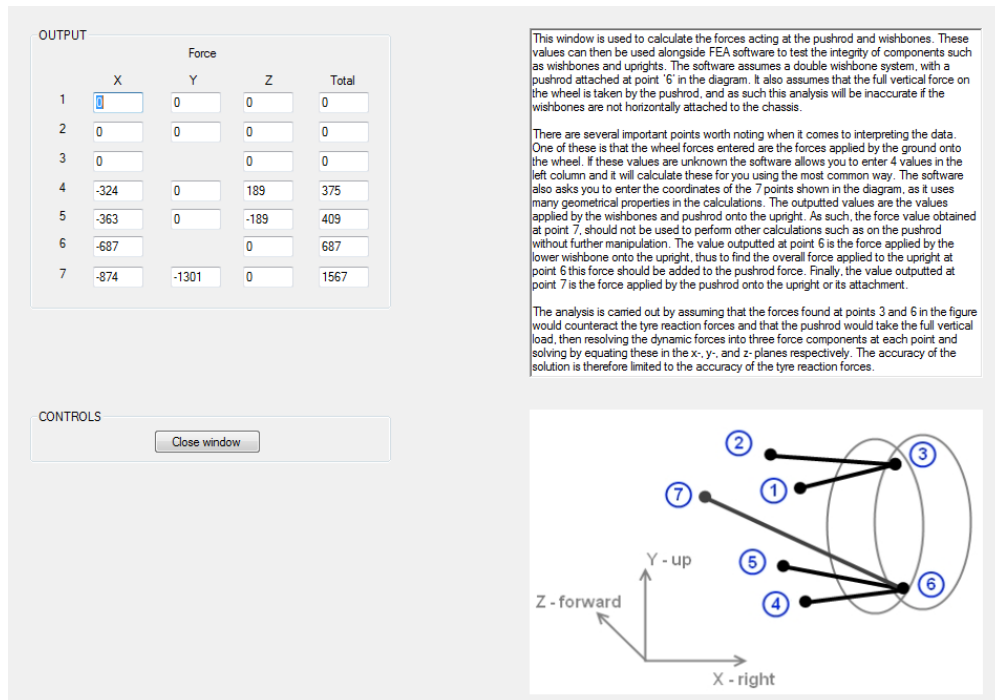 OUTPUT
Force
X Y Z Total
1 0 0 0 0
2 0 0 0 0
3 0 0 0
4 -324 0 189 375
5 -363 0 -189 409
6 -687 0 687
7 -874 -1301 0 1567
CONTROLS
Close window
This window is used to calculate the forces acting at the pushrod and wishbones. These
values can then be used alongside FEA software to test the integrity of components such
as wishbones and uprights. The software assumes a double wishbone system, with a
pushrod attached at point '6' in the diagram. It also assumes that the full vertical force on
the wheel is taken by the pushrod, and as such this analysis will be inaccurate if the
wishbones are not horizontally attached to the chassis.
There are several important points worth noting when it comes to interpreting the data.
One of these is that the wheel forces entered are the forces applied by the ground onto
the wheel. If these values are unknown the software allows you to enter 4 values in the
left column and it will calculate these for you using the most common way. The software
also asks you to enter the coordinates of the 7 points shown in the diagram, as it uses
many geometrical properties in the calculations. The outputted values are the values
applied by the wishbones and pushrod onto the upright. As such, the force value obtained
at point 7, should not be used to perform other calculations such as on the pushrod
without further manipulation. The value outputted at point 6 is the force applied by the
lower wishbone onto the upright, thus to find the overall force applied to the upright at
point 6 this force should be added to the pushrod force. Finally, the value outputted at
point 7 is the force applied by the pushrod onto the upright or its attachment.
The analysis is carried out by assuming that the forces found at points 3 and 6 in the figure
would counteract the tyre reaction forces and that the pushrod would take the full vertical
load, then resolving the dynamic forces into three force components at each point and
solving by equating these in the x-, y-, and z- planes respectively. The accuracy of the
solution is therefore limited to the accuracy of the tyre reaction forces.
2
3
1
7
5
4
6
Y - up
Z - forward
X - right